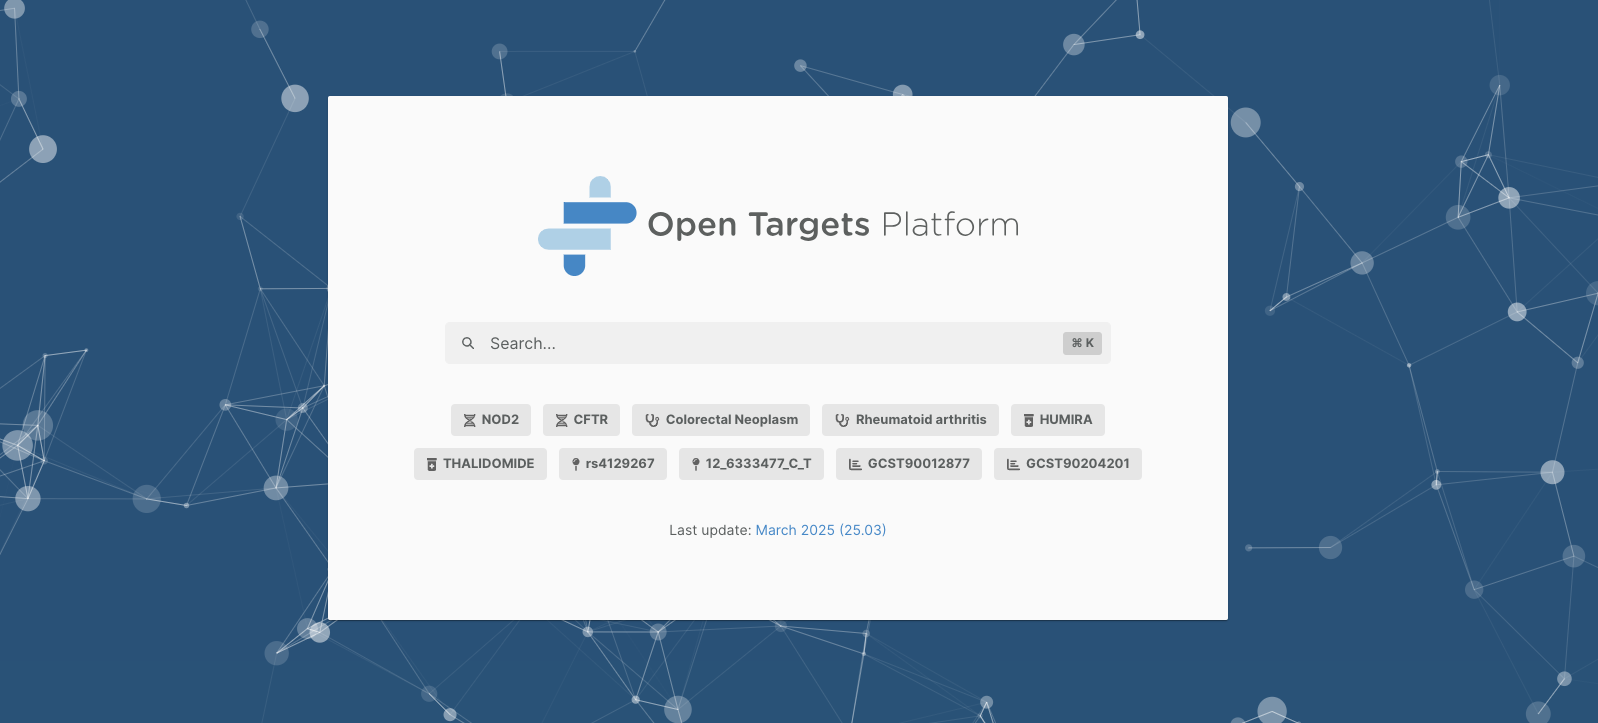 Open Targets Platform
Search...
⌘ K
NOD2 CFTR Colorectal Neoplasm Rheumatoid arthritis HUMIRA
THALIDOMIDE rs4129267 12_6333477_C_T GCST90012877 GCST90204201
Last update: March 2025 (25.03)